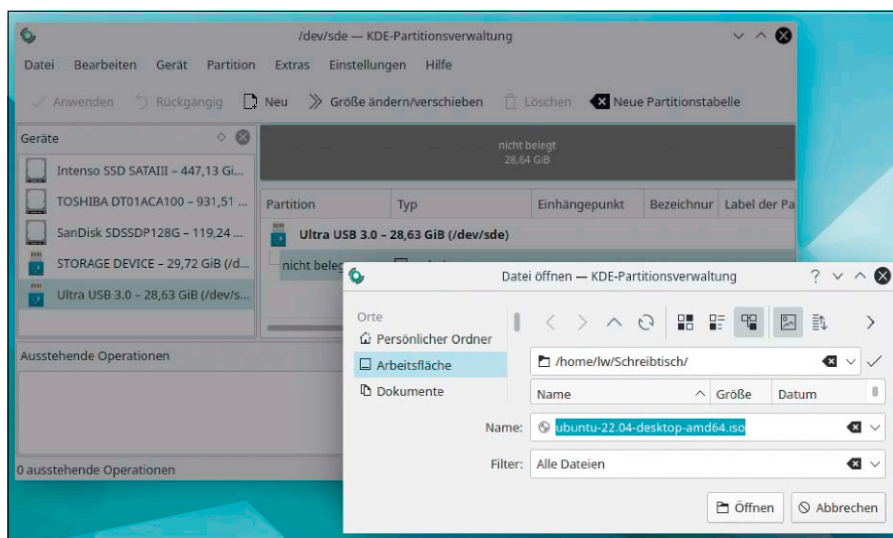 /dev/sde — KDE-Partitionsverwaltung
Datei Bearbeiten Gerät Partition Extras Einstellungen Hilfe
Anwenden Rückgängig Neu Größe ändern/verschieben Löschen Neue Partitionstabelle
Geräte
Intenso SSD SATAIII – 447,13 Gi...
TOSHIBA DT01ACA100 – 931,51 ...
SanDisk SDSSDP128G – 119,24 ...
STORAGE DEVICE – 29,72 GiB (/d...
Ultra USB 3.0 – 28,63 GiB (/dev/s...
nicht belegt
28,64 GiB
Partition Typ Einhängepunkt Bezeichnur Label der Pa
Ultra USB 3.0 – 28,63 GiB (/dev/sde)
nicht beleg
Ausstehende Operationen
0 ausstehende Operationen
Datei öffnen — KDE-Partitionsverwaltung
Orte
Persönlicher Ordner
Arbeitsfläche
Dokumente
/home/lw/Schreibtisch/
Name Größe Datum
Name: ubuntu-22.04-desktop-amd64.iso
Filter: Alle Dateien
Öffnen Abbrechen